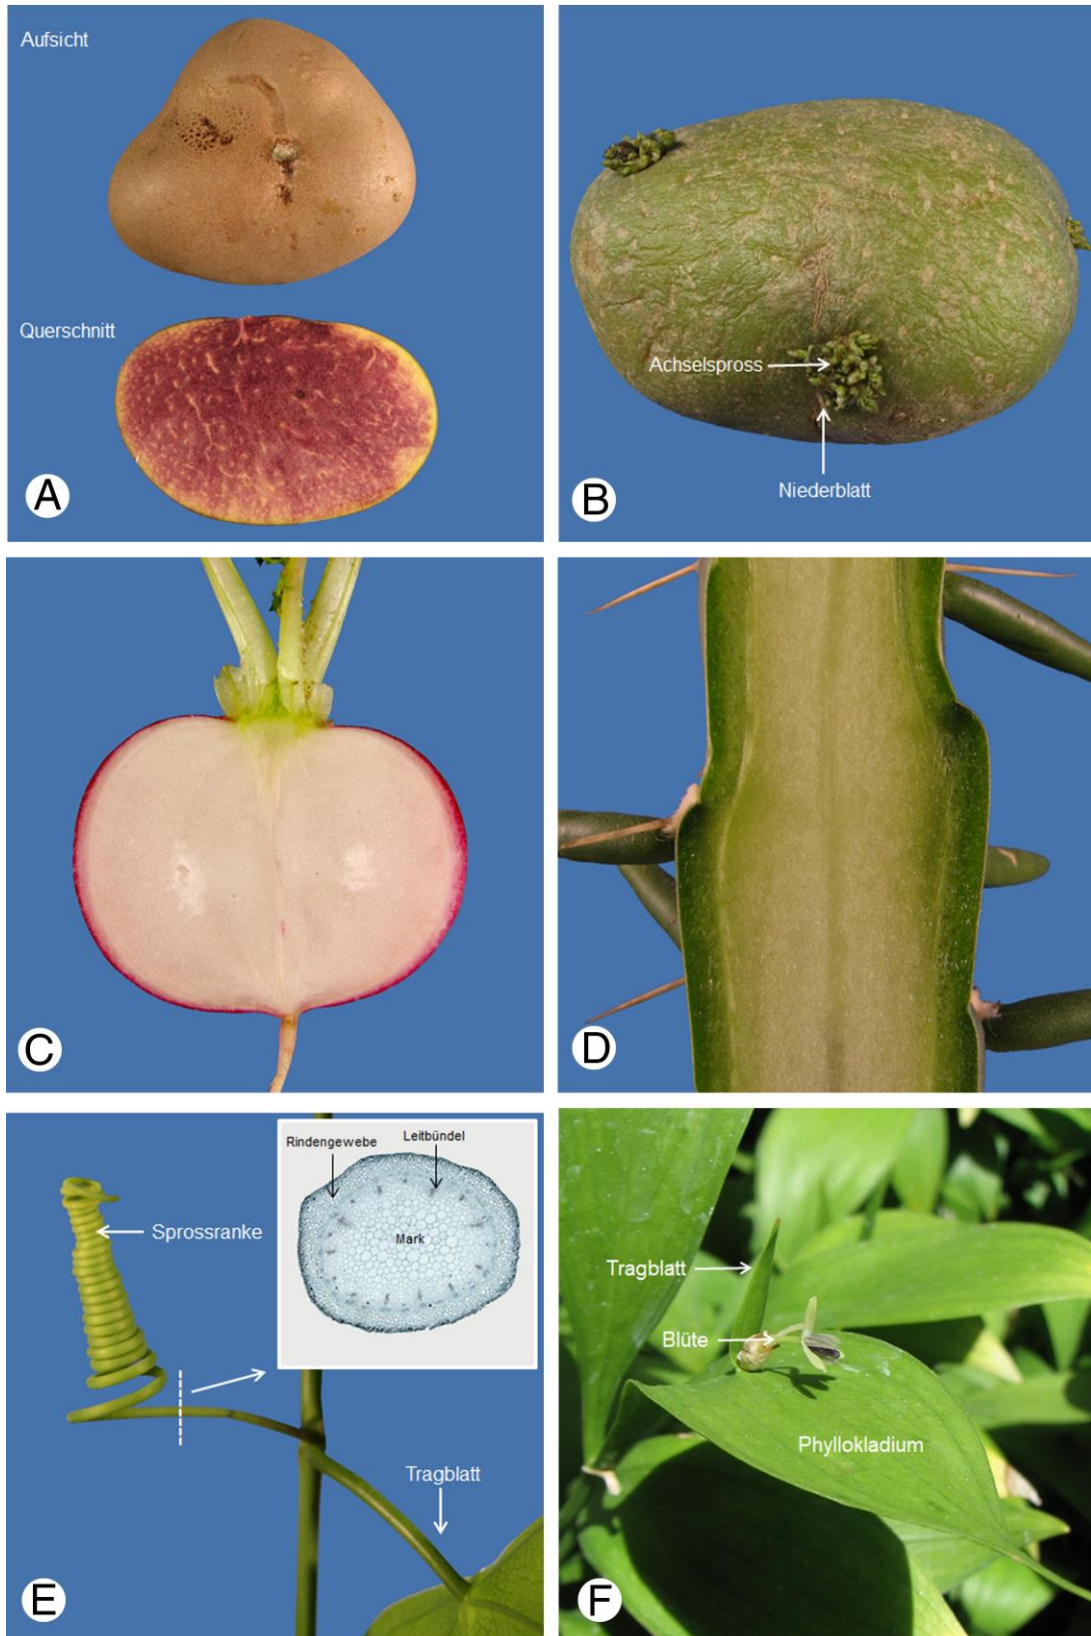 Aufsicht
Querschnitt
A
Achselspross
Niederblatt
B
C
D
Rindengewebe
Leitbündel
Mark
Sprossranke
Tragblatt
E
Tragblatt
Blüte
Phyllokladium
F